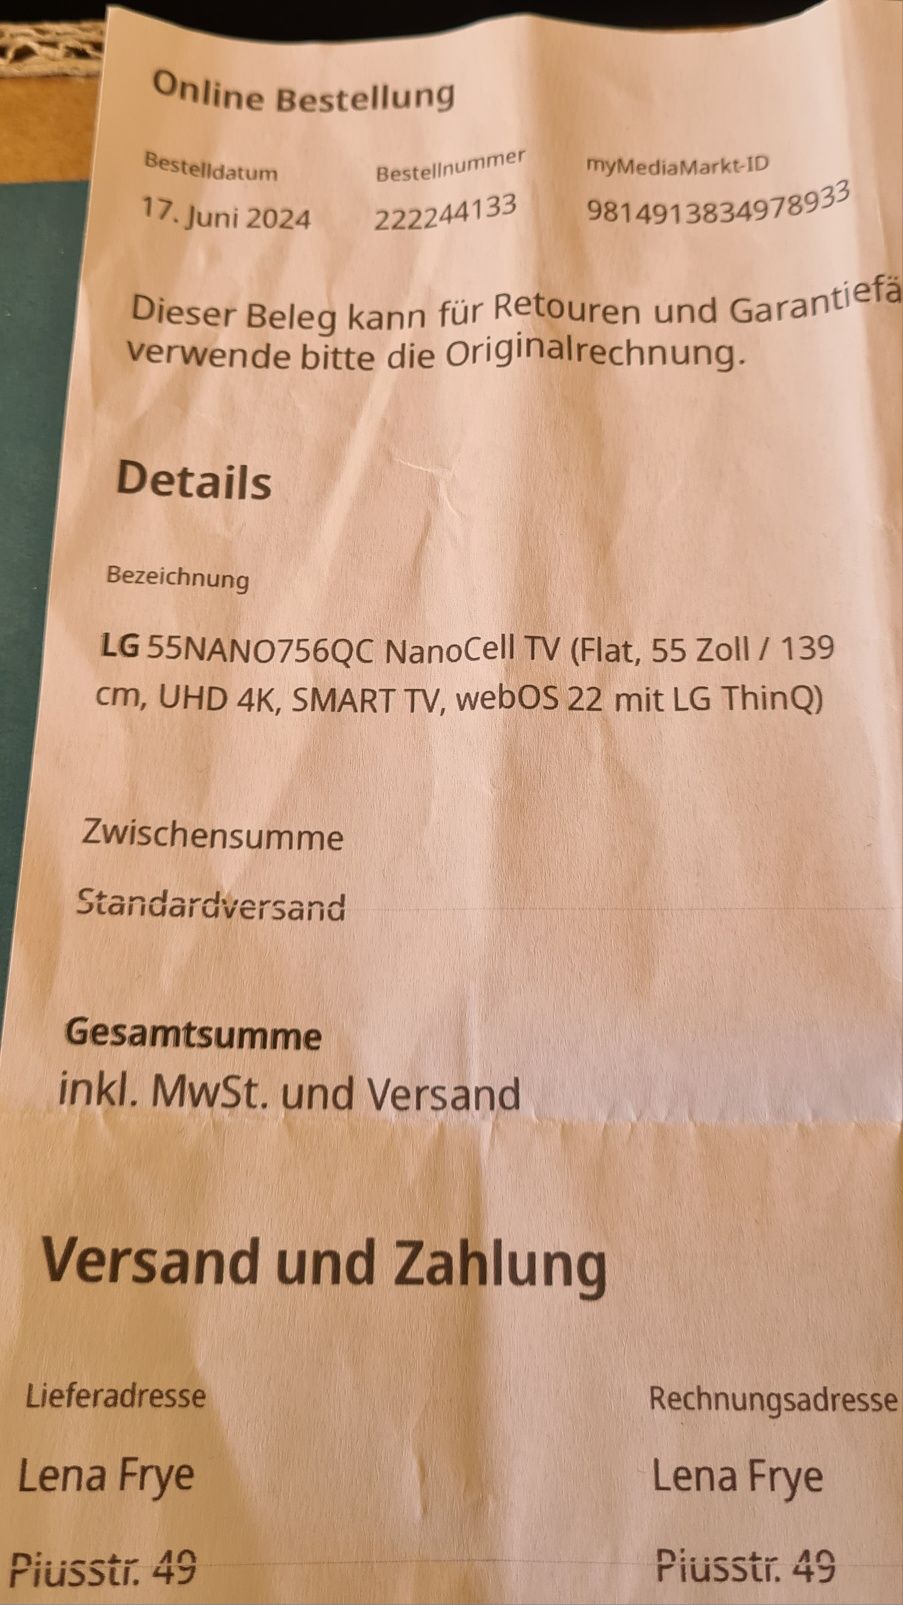 Online Bestellung
Bestelldatum Bestellnummer myMediaMarkt-ID
17. Juni 2024 222244133 9814913834978933
Dieser Beleg kann für Retouren und Garantiefä
verwende bitte die Originalrechnung.
Details
Bezeichnung
LG 55NANO756QC NanoCell TV (Flat, 55 Zoll / 139
cm, UHD 4K, SMART TV, webOS 22 mit LG ThinQ)
Zwischensumme
Standardversand
Gesamtsumme
inkl. MwSt. und Versand
Versand und Zahlung
Lieferadresse Rechnungsadresse
Lena Frye Lena Frye
Piusstr. 49 Piusstr. 49